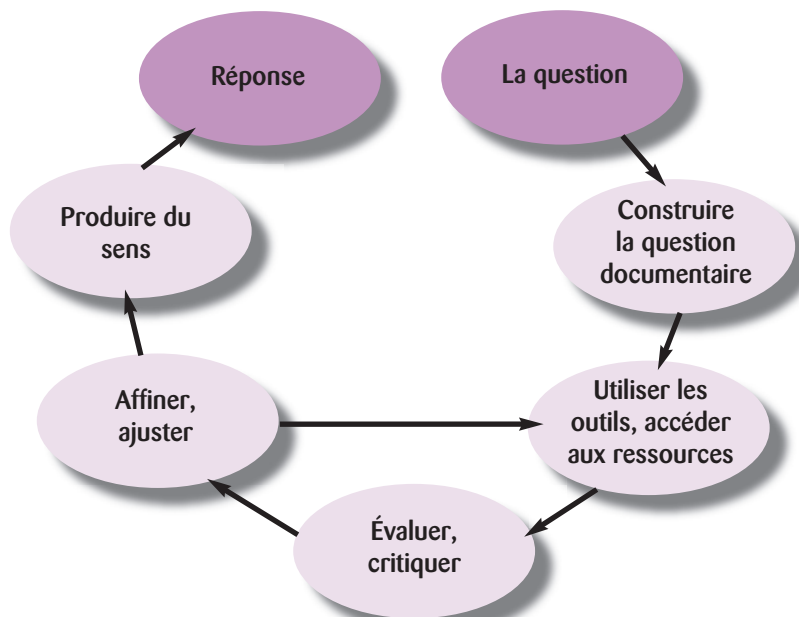 Réponse
La question
Construire
la question
documentaire
Utiliser les
outils, accéder
aux ressources
Évaluer,
critiquer
Affiner,
ajuster
Produire du
sens